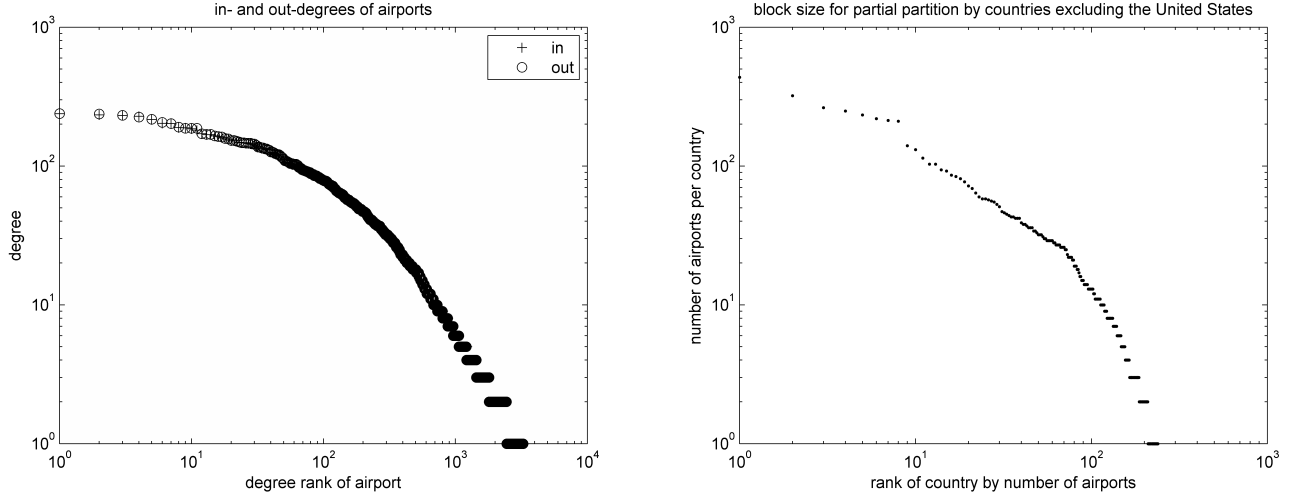 in- and out-degrees of airports
10^3
10^2
10^1
10^0
degree
in
out
10^0 10^1 10^2 10^3 10^4
degree rank of airport
block size for partial partition by countries excluding the United States
10^3
10^2
10^1
10^0
number of airports per country
10^0 10^1 10^2 10^3
rank of country by number of airports